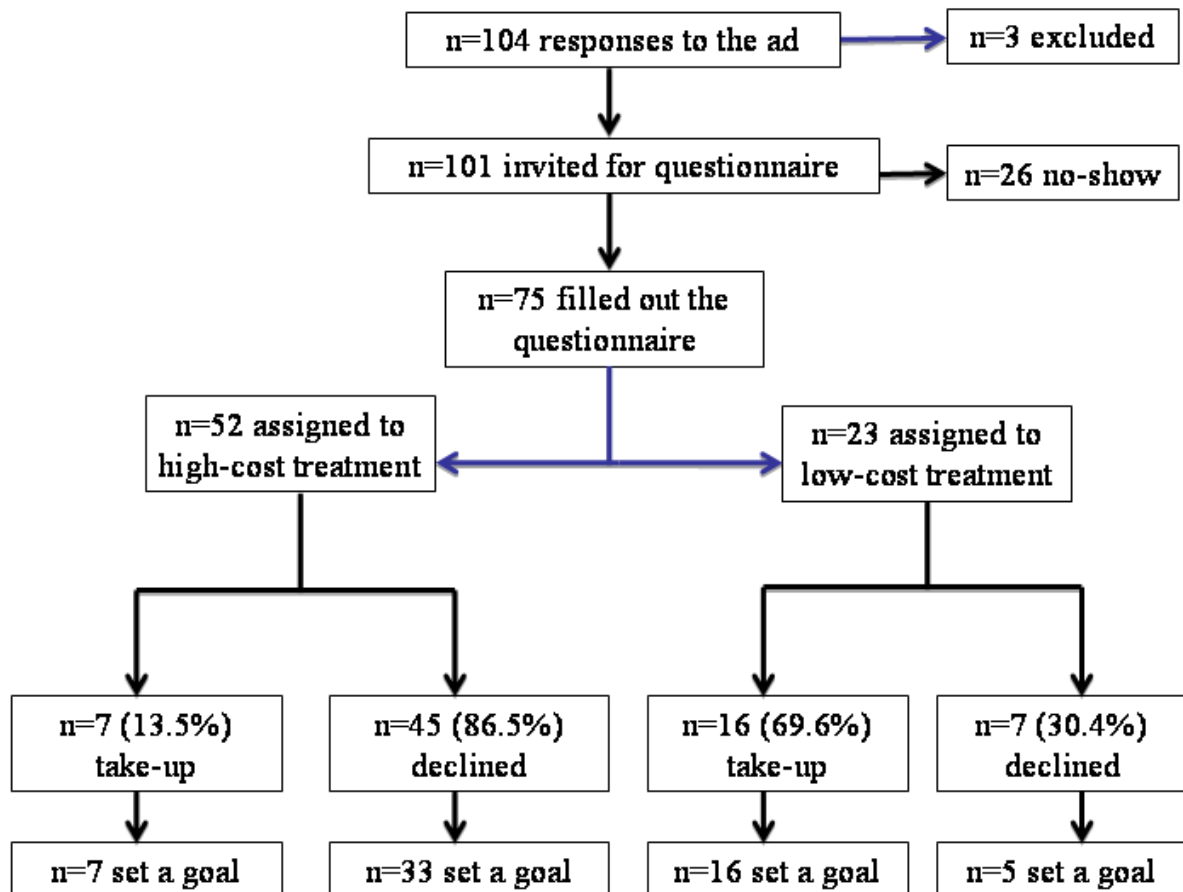 n=104 responses to the ad
n=3 excluded
n=101 invited for questionnaire
n=26 no-show
n=75 filled out the
questionnaire
n=52 assigned to
high-cost treatment
n=23 assigned to
low-cost treatment
n=7 (13.5%)
take-up
n=45 (86.5%)
declined
n=16 (69.6%)
take-up
n=7 (30.4%)
declined
n=7 set a goal
n=33 set a goal
n=16 set a goal
n=5 set a goal